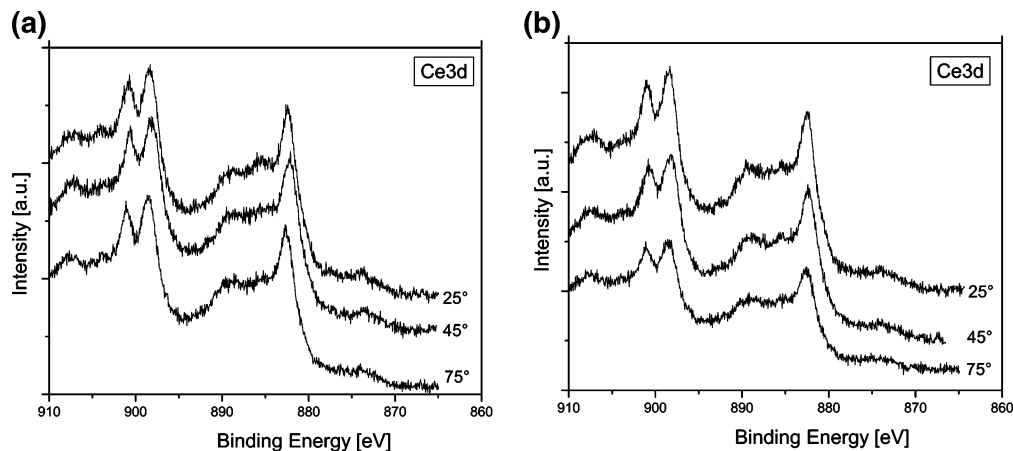 (a)
Ce3d
Intensity [a.u.]
25°
45°
75°
910 900 890 880 870 860
Binding Energy [eV]
(b)
Ce3d
Intensity [a.u.]
25°
45°
75°
910 900 890 880 870 860
Binding Energy [eV]